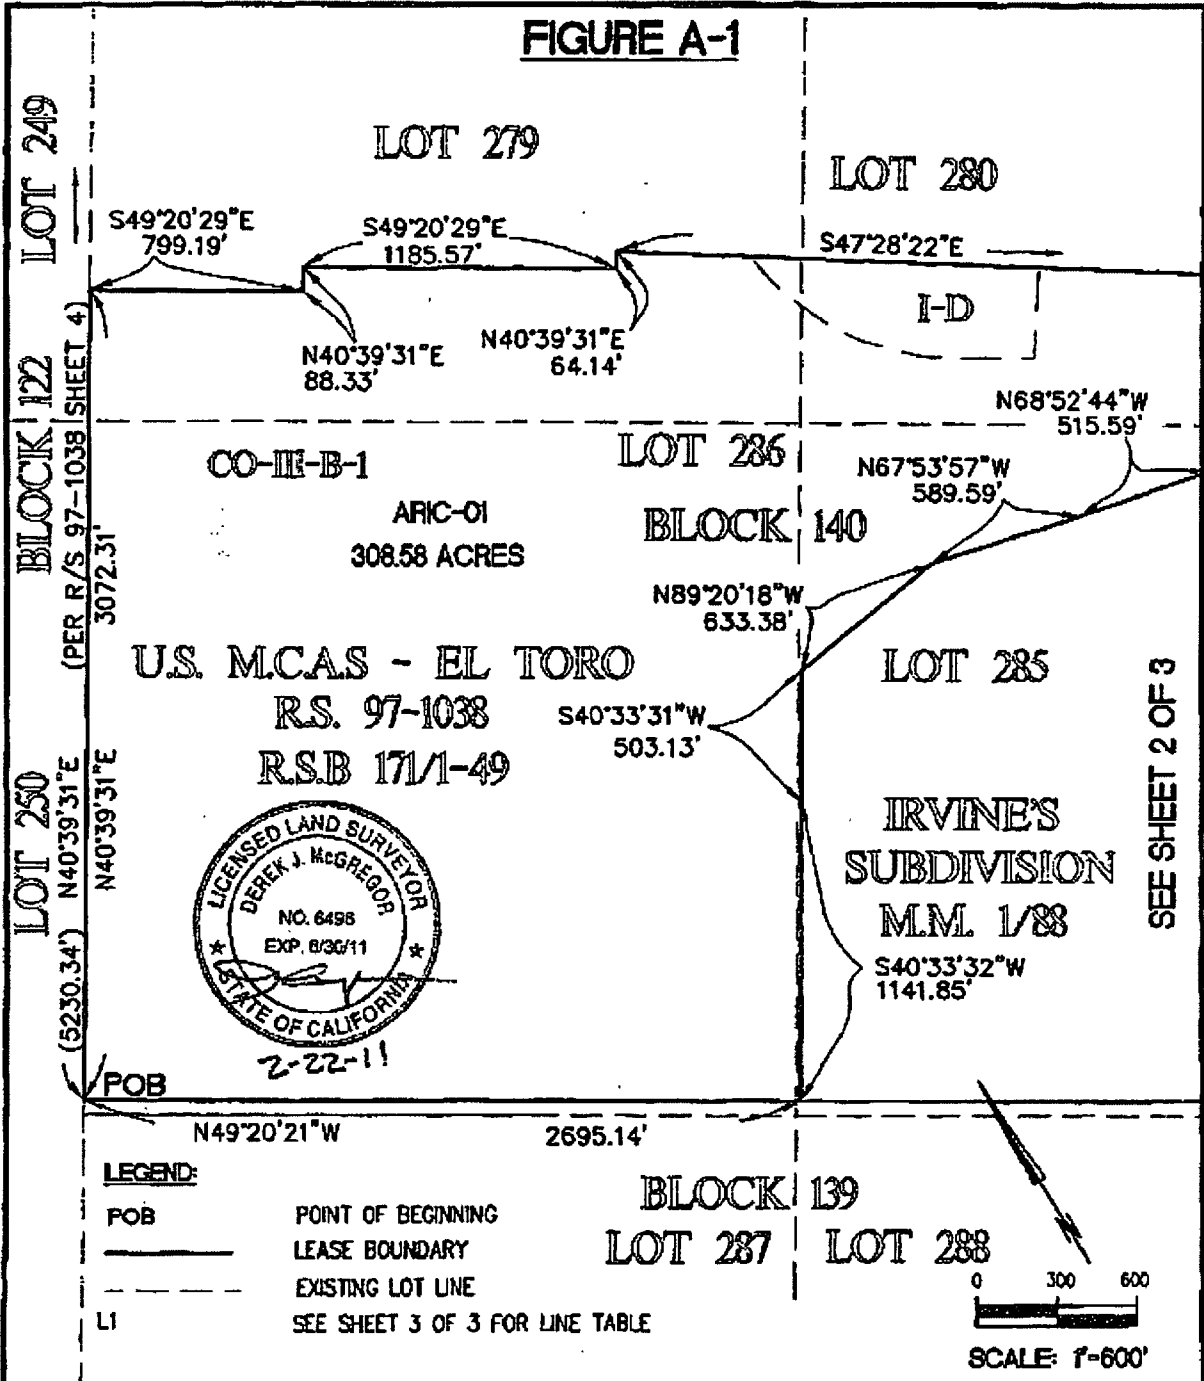 FIGURE A-1
LOT 249
LOT 279
LOT 280
S49°20'29"E
799.19'
S49°20'29"E
1185.57'
S47°28'22"E
I-D
N40°39'31"E
88.33'
N40°39'31"E
64.14'
BLOCK 122
(PER R/S 97-1038 SHEET 4)
3072.31'
N68°52'44"W
515.59'
CO-III-B-1
LOT 286
N67°53'57"W
589.59'
ARIC-01
308.58 ACRES
BLOCK 140
N89°20'18"W
633.38'
U.S. M.C.A.S - EL TORO
R.S. 97-1038
R.S.B 171/1-49
LOT 285
S40°33'31"W
503.13'
SEE SHEET 2 OF 3
LOT 250
(5230.34') N40°39'31"E
N40°39'31"E
LICENSED LAND SURVEYOR
DEREK J. McGREGOR
NO. 6496
EXP. 6/30/11
STATE OF CALIFORNIA
2-22-11
IRVINE'S
SUBDIVISION
M.M. 1/88
S40°33'32"W
1141.85'
POB
N49°20'21"W 2695.14'
LEGEND:
POB POINT OF BEGINNING
LEASE BOUNDARY
EXISTING LOT LINE
L1 SEE SHEET 3 OF 3 FOR LINE TABLE
BLOCK 139
LOT 287 LOT 288
0 300 600
SCALE: 1"=600'